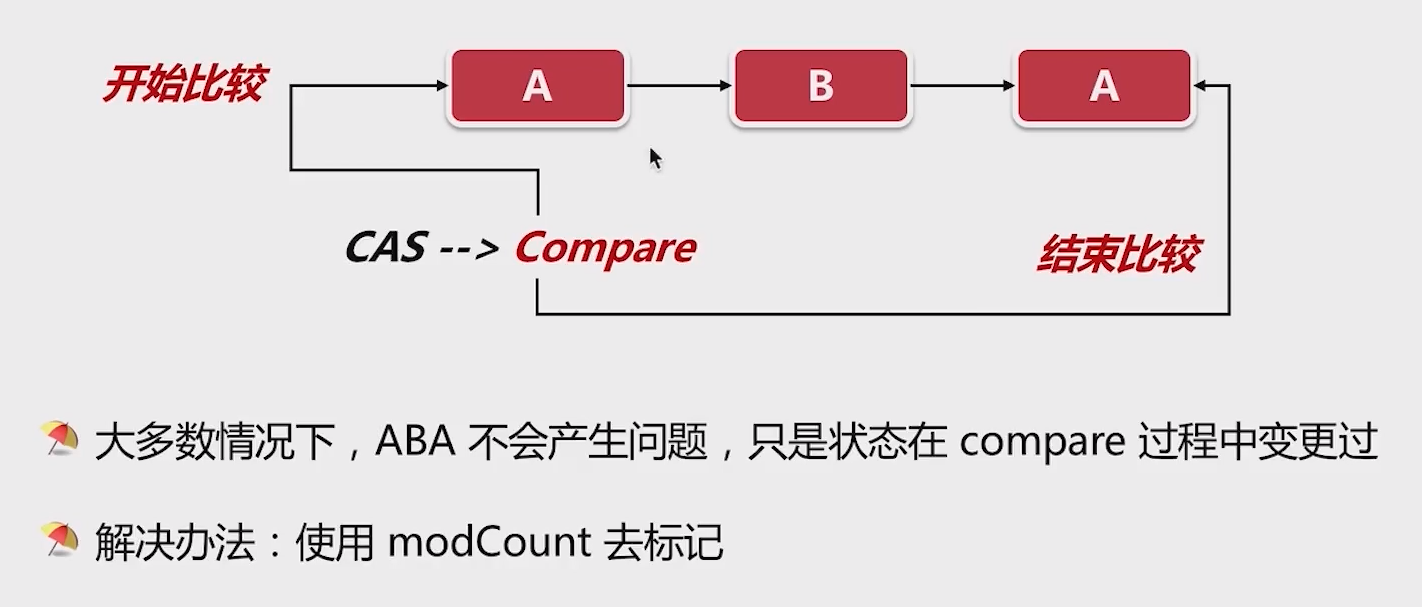 开始比较
A
B
A
CAS --> Compare
结束比较
大多数情况下，ABA 不会产生问题，只是状态在 compare 过程中变更过
解决办法：使用 modCount 去标记